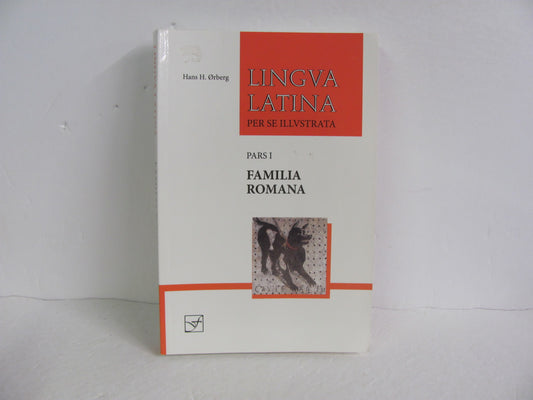 Hans H. Ørberg
LINGVA
LATINA
PER SE ILLVSTRATA
PARS I
FAMILIA
ROMANA